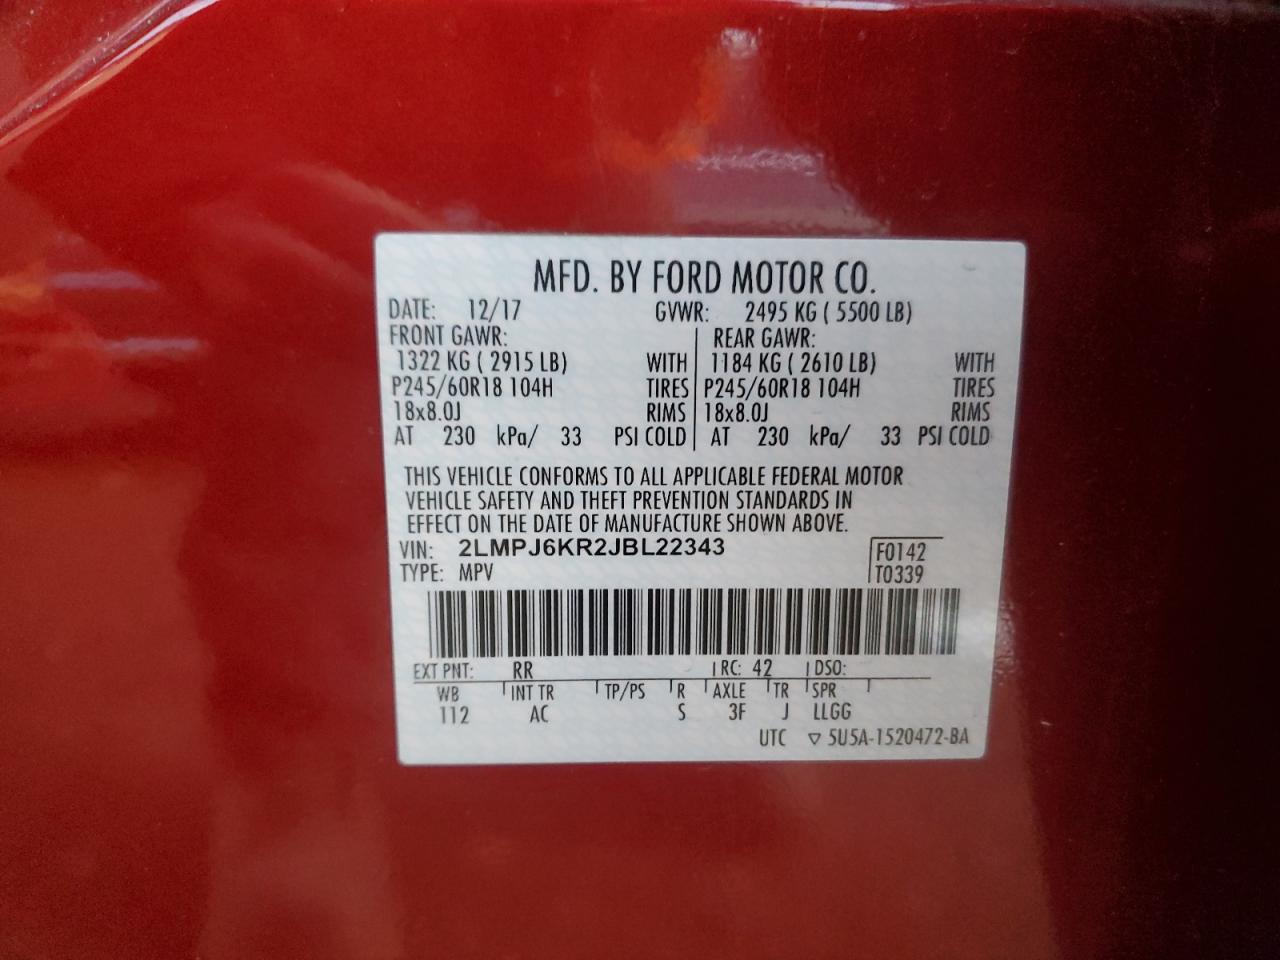 MFD. BY FORD MOTOR CO.
DATE: 12/17 GVWR: 2495 KG ( 5500 LB)
FRONT GAWR: REAR GAWR:
1322 KG ( 2915 LB) WITH 1184 KG ( 2610 LB) WITH
P245/60R18 104H TIRES P245/60R18 104H TIRES
18x8.0J RIMS 18x8.0J RIMS
AT 230 kPa/ 33 PSI COLD AT 230 kPa/ 33 PSI COLD
THIS VEHICLE CONFORMS TO ALL APPLICABLE FEDERAL MOTOR
VEHICLE SAFETY AND THEFT PREVENTION STANDARDS IN
EFFECT ON THE DATE OF MANUFACTURE SHOWN ABOVE.
VIN: 2LMPJ6KR2JBL22343 F0142
TYPE: MPV T0339
EXT PNT: RR RC: 42 DSO:
WB INT TR TP/PS R AXLE TR SPR
112 AC S 3F J LLGG
UTC ▽ 5U5A-1520472-BA